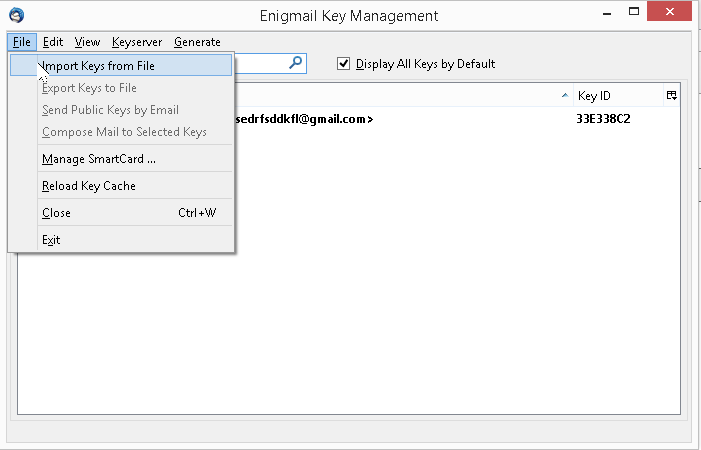 Enigmail Key Management
File Edit View Keyserver Generate
Import Keys from File
Display All Keys by Default
Export Keys to File
Key ID
Send Public Keys by Email
sedrfsddkfl@gmail.com> 33E338C2
Compose Mail to Selected Keys
Manage SmartCard ...
Reload Key Cache
Close Ctrl+W
Exit